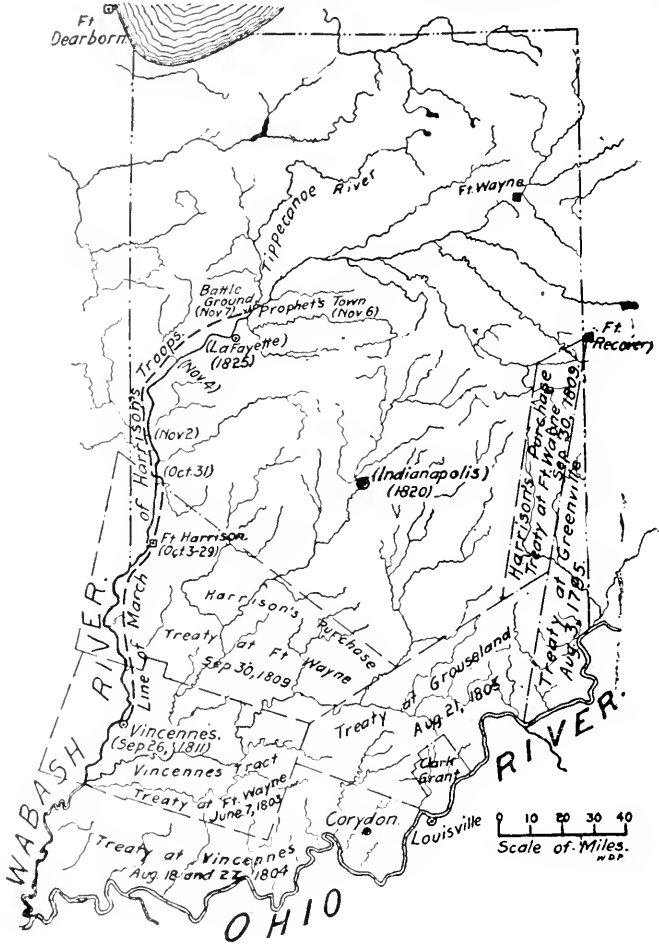 Ft
Dearborn.
Tippecanoe River
Ft. Wayne
Battle
Ground
(Nov 7)
Prophet's Town
(Nov 6)
(LaFayette)
(1825)
Ft
Recovery
(Nov 4)
(Nov 2)
(Oct. 31)
Line of March of Harrison's Troops.
(Indianapolis)
(1820)
Harrison's Purchase
Treaty at Ft Wayne
Sep 30, 1809.
Treaty at Greenville
Aug. 3, 1795.
Ft Harrison
(Oct 3-29)
Harrison's Purchase
Treaty at Ft Wayne
Sep 30, 1809
Treaty at Grouseland
Aug 21, 1805
Vincennes.
(Sep 26, 1811)
Vincennes Tract
Treaty at Ft. Wayne
June 7, 1803
Clark
Grant
Corydon.
Louisville
Treaty at Vincennes
Aug 18 and 27, 1804
WABASH RIVER.
OHIO RIVER.
0 10 20 30 40
Scale of Miles.
W.D.P.